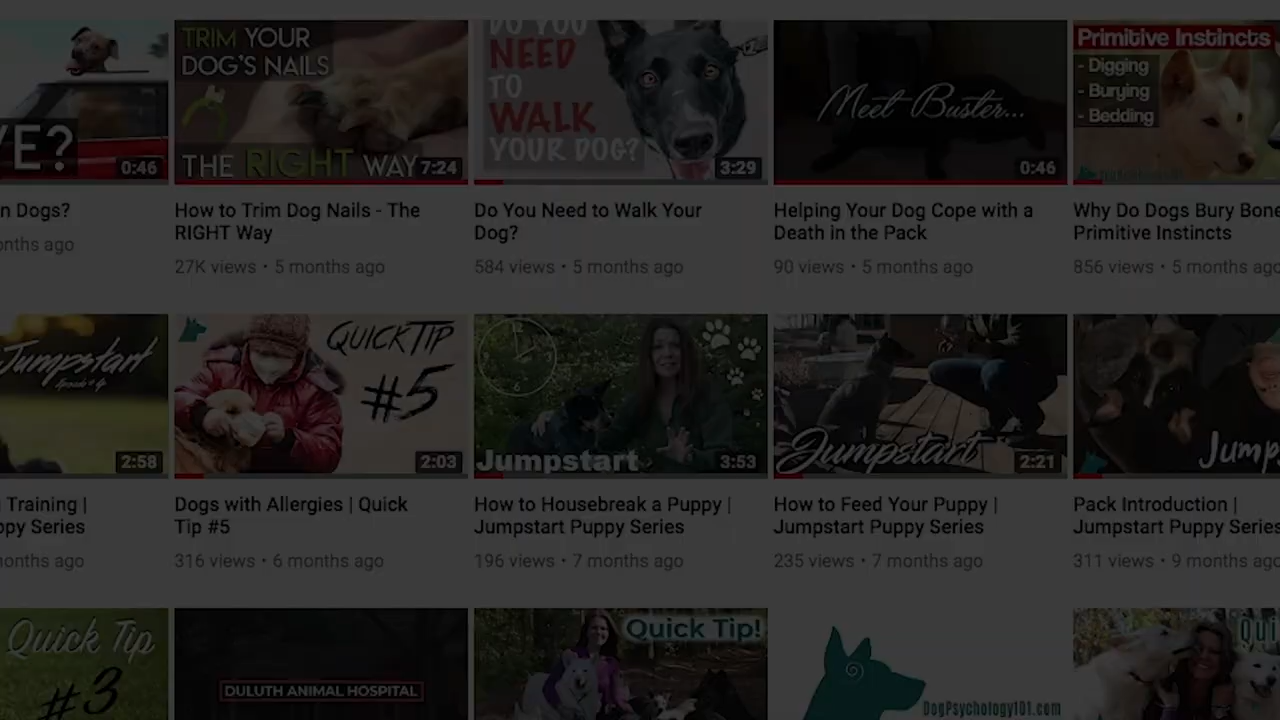 VE?
0:46
n Dogs?
onths ago
TRIM YOUR
DOG'S NAILS
THE RIGHT WAY
7:24
How to Trim Dog Nails - The
RIGHT Way
27K views • 5 months ago
DO YOU
NEED
TO
WALK
YOUR DOG?
3:29
Do You Need to Walk Your
Dog?
584 views • 5 months ago
Meet Buster...
0:46
Helping Your Dog Cope with a
Death in the Pack
90 views • 5 months ago
Primitive Instincts
- Digging
- Burying
- Bedding
Why Do Dogs Bury Bone
Primitive Instincts
856 views • 5 months ago
Jumpstart
2:58
Training |
ppy Series
onths ago
QUICK TIP
#5
2:03
Dogs with Allergies | Quick
Tip #5
316 views • 6 months ago
Jumpstart
3:53
How to Housebreak a Puppy |
Jumpstart Puppy Series
196 views • 7 months ago
Jumpstart
2:21
How to Feed Your Puppy |
Jumpstart Puppy Series
235 views • 7 months ago
Jumps
Pack Introduction |
Jumpstart Puppy Series
311 views • 9 months ago
Quick Tip
#3
DULUTH ANIMAL HOSPITAL
Quick Tip!
DogPsychology101.com
Qui